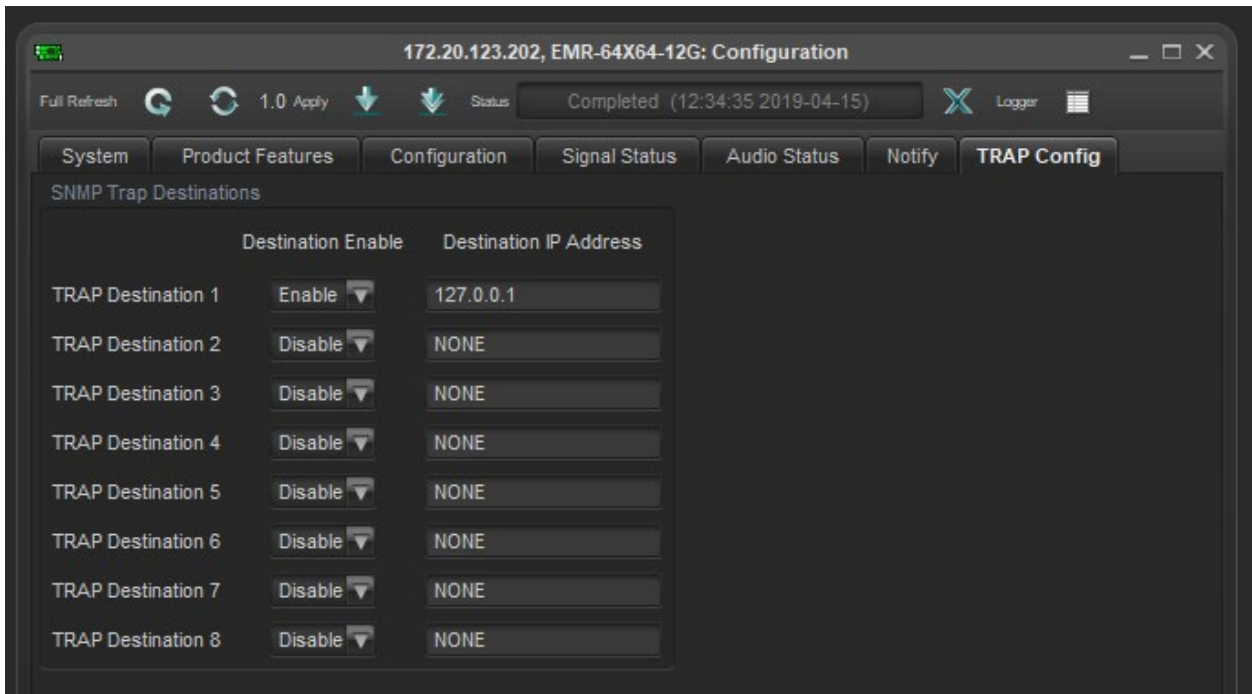 172.20.123.202, EMR-64X64-12G: Configuration
Full Refresh 1.0 Apply Status Completed (12:34:35 2019-04-15) Logger
System Product Features Configuration Signal Status Audio Status Notify TRAP Config
SNMP Trap Destinations
Destination Enable Destination IP Address
TRAP Destination 1 Enable 127.0.0.1
TRAP Destination 2 Disable NONE
TRAP Destination 3 Disable NONE
TRAP Destination 4 Disable NONE
TRAP Destination 5 Disable NONE
TRAP Destination 6 Disable NONE
TRAP Destination 7 Disable NONE
TRAP Destination 8 Disable NONE